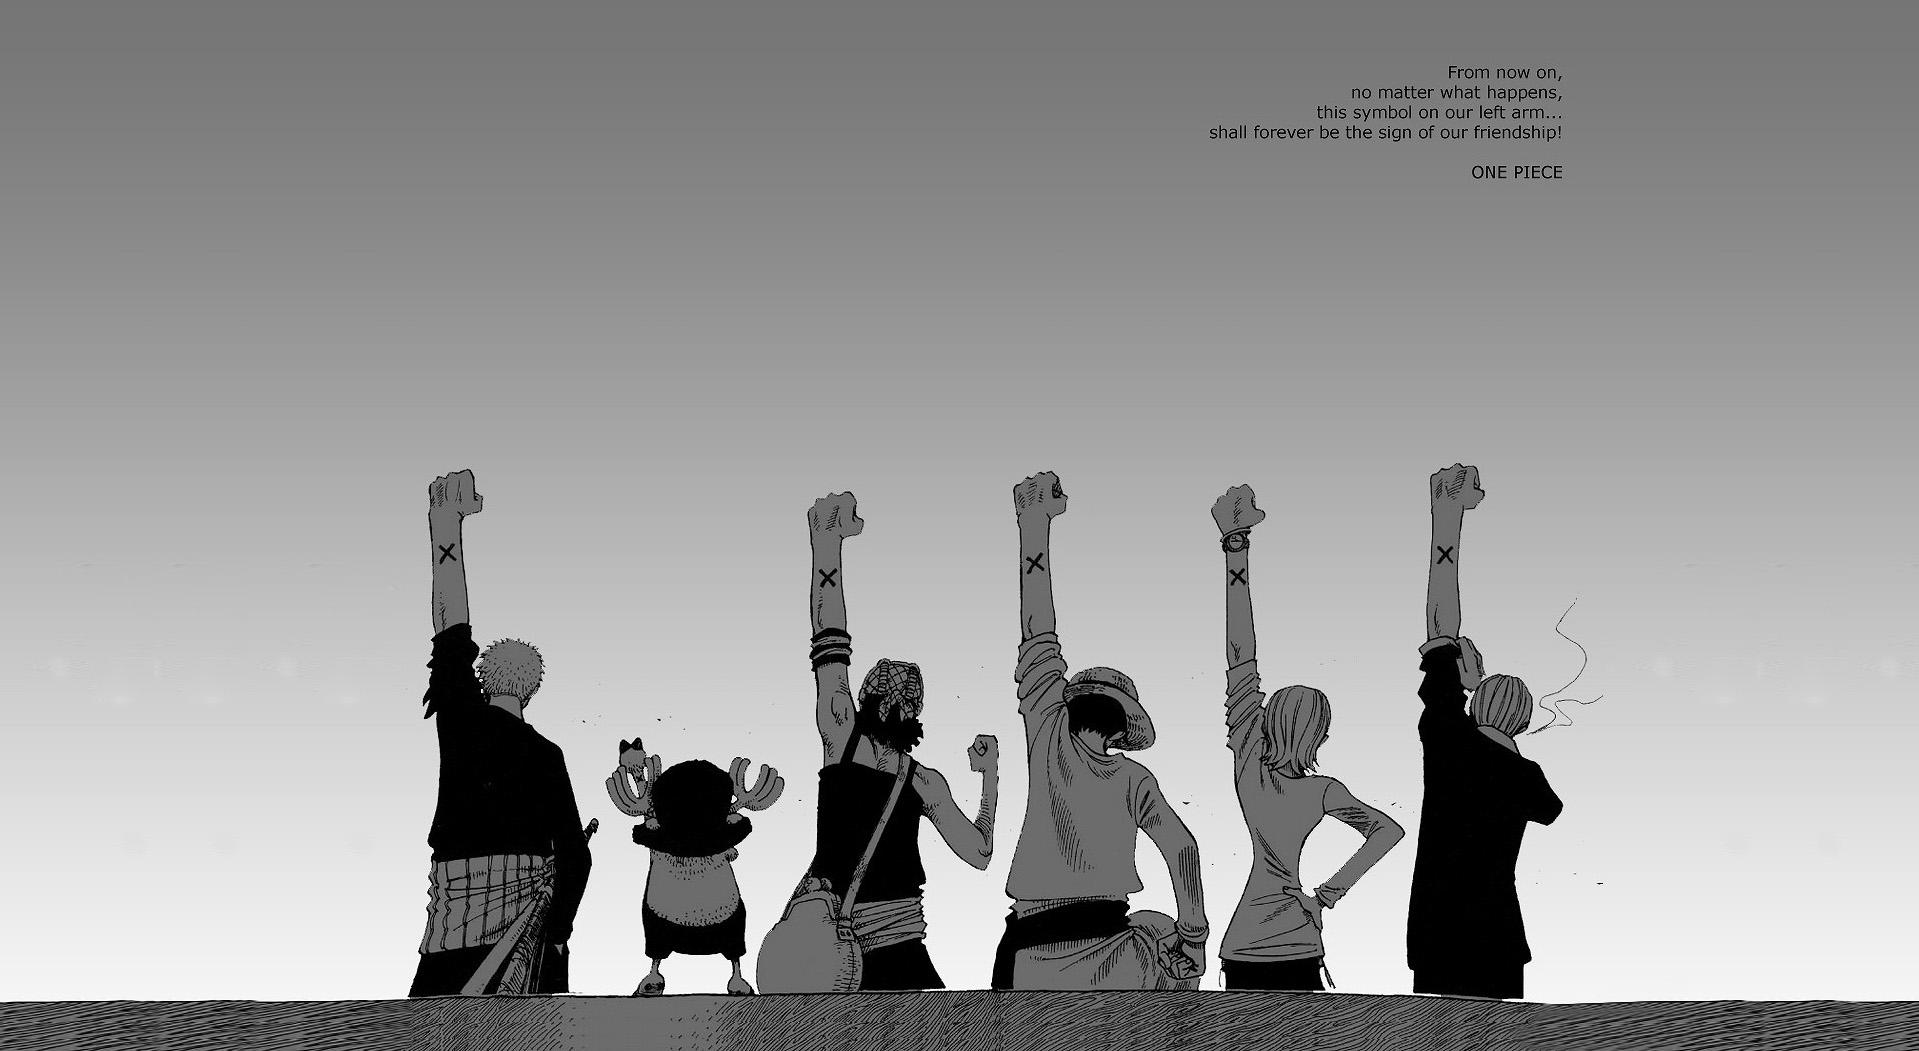 From now on,
no matter what happens,
this symbol on our left arm...
shall forever be the sign of our friendship!
ONE PIECE